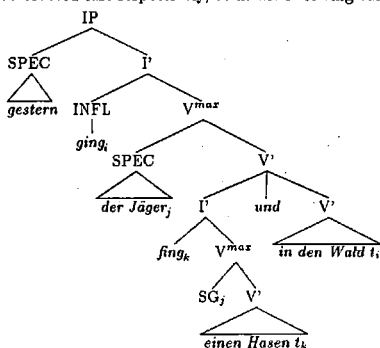 IP
SPEC I'
gestern INFL V^max
ging_i SPEC V'
der Jäger_j I' und V'
fing_k V^max in den Wald t_i
SG_j V'
einen Hasen t_k